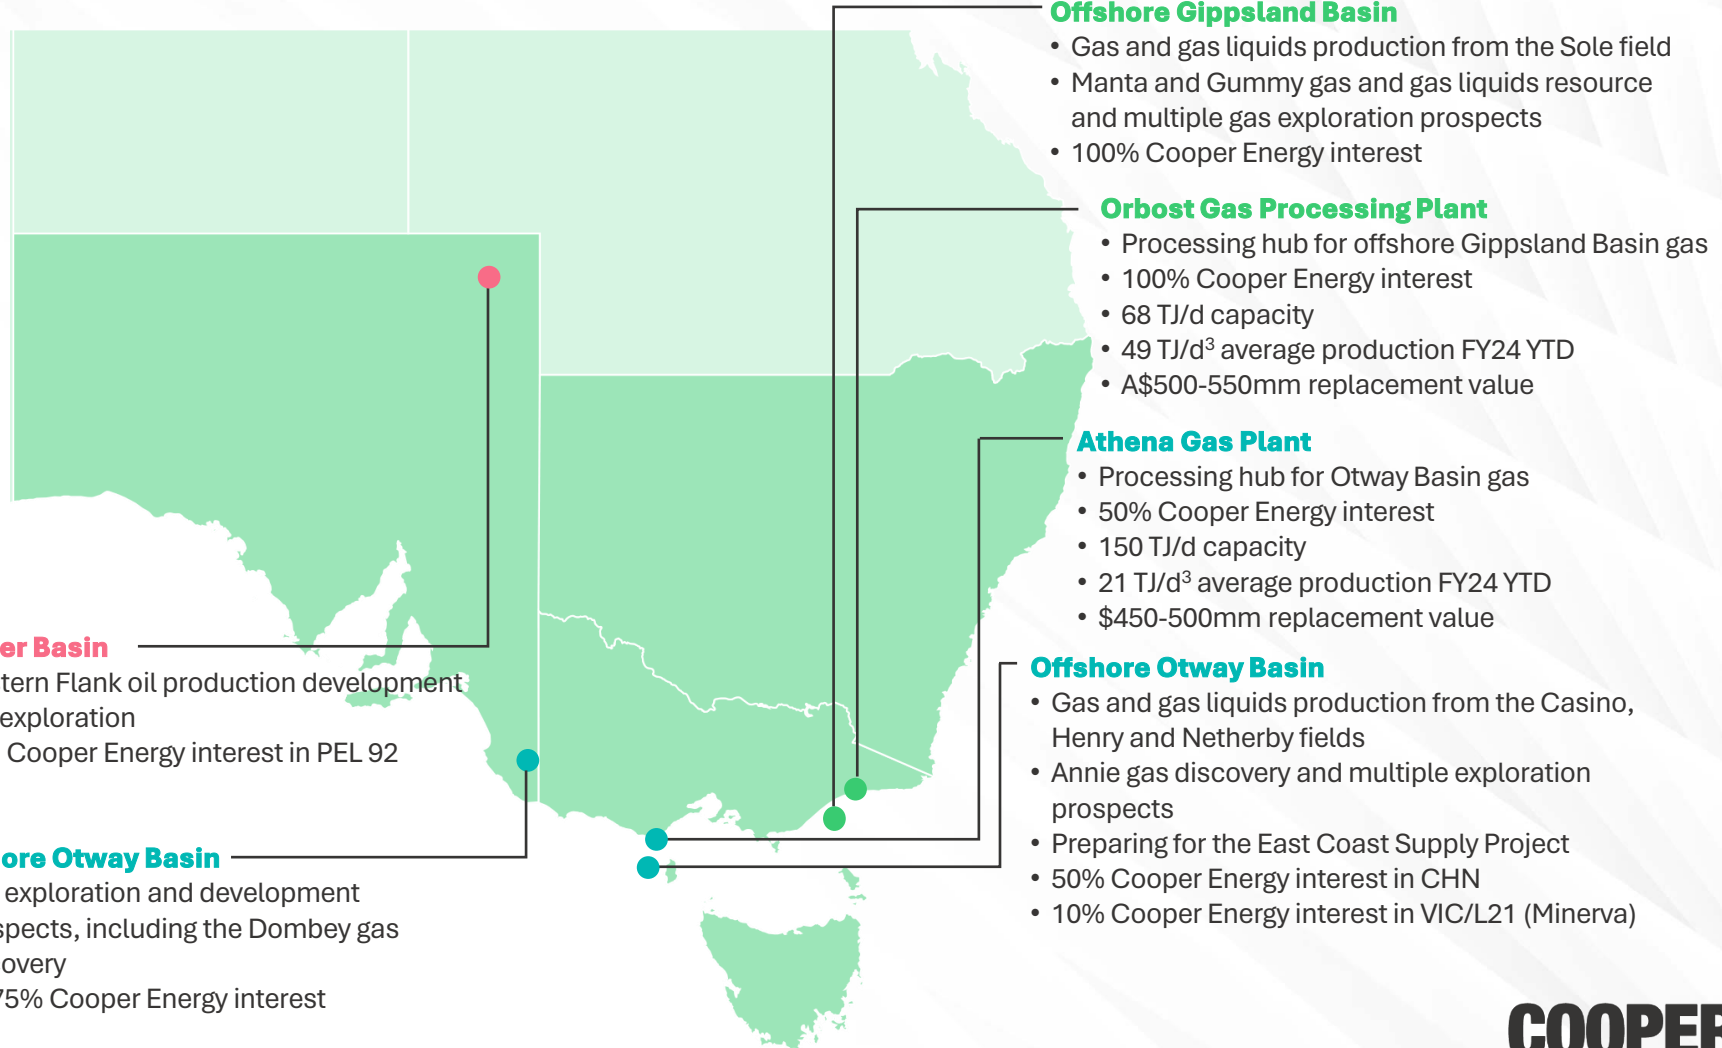 Offshore Gippsland Basin
• Gas and gas liquids production from the Sole field
• Manta and Gummy gas and gas liquids resource
and multiple gas exploration prospects
• 100% Cooper Energy interest
Orbost Gas Processing Plant
• Processing hub for offshore Gippsland Basin gas
• 100% Cooper Energy interest
• 68 TJ/d capacity
• 49 TJ/d³ average production FY24 YTD
• A$500-550mm replacement value
Athena Gas Plant
• Processing hub for Otway Basin gas
• 50% Cooper Energy interest
• 150 TJ/d capacity
• 21 TJ/d³ average production FY24 YTD
• $450-500mm replacement value
Offshore Otway Basin
• Gas and gas liquids production from the Casino,
Henry and Netherby fields
• Annie gas discovery and multiple exploration
prospects
• Preparing for the East Coast Supply Project
• 50% Cooper Energy interest in CHN
• 10% Cooper Energy interest in VIC/L21 (Minerva)
er Basin
tern Flank oil production development
exploration
Cooper Energy interest in PEL 92
ore Otway Basin
exploration and development
spects, including the Dombey gas
overy
75% Cooper Energy interest
COOPER